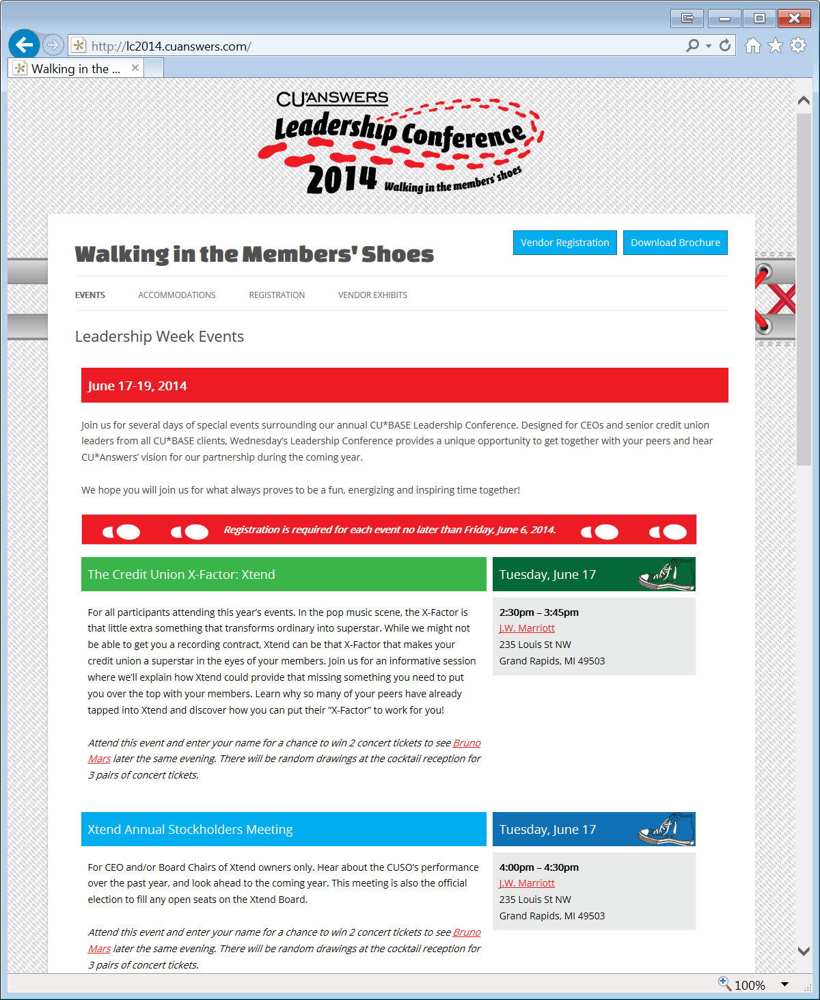 http://lc2014.cuanswers.com/
Walking in the ...
CU*ANSWERS
Leadership Conference
2014
Walking in the members' shoes
Walking in the Members' Shoes
Vendor Registration
Download Brochure
EVENTS
ACCOMMODATIONS
REGISTRATION
VENDOR EXHIBITS
Leadership Week Events
June 17-19, 2014
Join us for several days of special events surrounding our annual CU*BASE Leadership Conference. Designed for CEOs and senior credit union
leaders from all CU*BASE clients, Wednesday’s Leadership Conference provides a unique opportunity to get together with your peers and hear
CU*Answers’ vision for our partnership during the coming year.
We hope you will join us for what always proves to be a fun, energizing and inspiring time together!
Registration is required for each event no later than Friday, June 6, 2014.
The Credit Union X-Factor: Xtend
For all participants attending this year’s events. In the pop music scene, the X-Factor is
that little extra something that transforms ordinary into superstar. While we might not
be able to get you a recording contract, Xtend can be that X-Factor that makes your
credit union a superstar in the eyes of your members. Join us for an informative session
where we’ll explain how Xtend could provide that missing something you need to put
you over the top with your members. Learn why so many of your peers have already
tapped into Xtend and discover how you can put their “X-Factor” to work for you!
Attend this event and enter your name for a chance to win 2 concert tickets to see Bruno
Mars later the same evening. There will be random drawings at the cocktail reception for
3 pairs of concert tickets.
Tuesday, June 17
2:30pm – 3:45pm
J.W. Marriott
235 Louis St NW
Grand Rapids, MI 49503
Xtend Annual Stockholders Meeting
For CEO and/or Board Chairs of Xtend owners only. Hear about the CUSO’s performance
over the past year, and look ahead to the coming year. This meeting is also the official
election to fill any open seats on the Xtend Board.
Attend this event and enter your name for a chance to win 2 concert tickets to see Bruno
Mars later the same evening. There will be random drawings at the cocktail reception for
3 pairs of concert tickets.
Tuesday, June 17
4:00pm – 4:30pm
J.W. Marriott
235 Louis St NW
Grand Rapids, MI 49503
100%